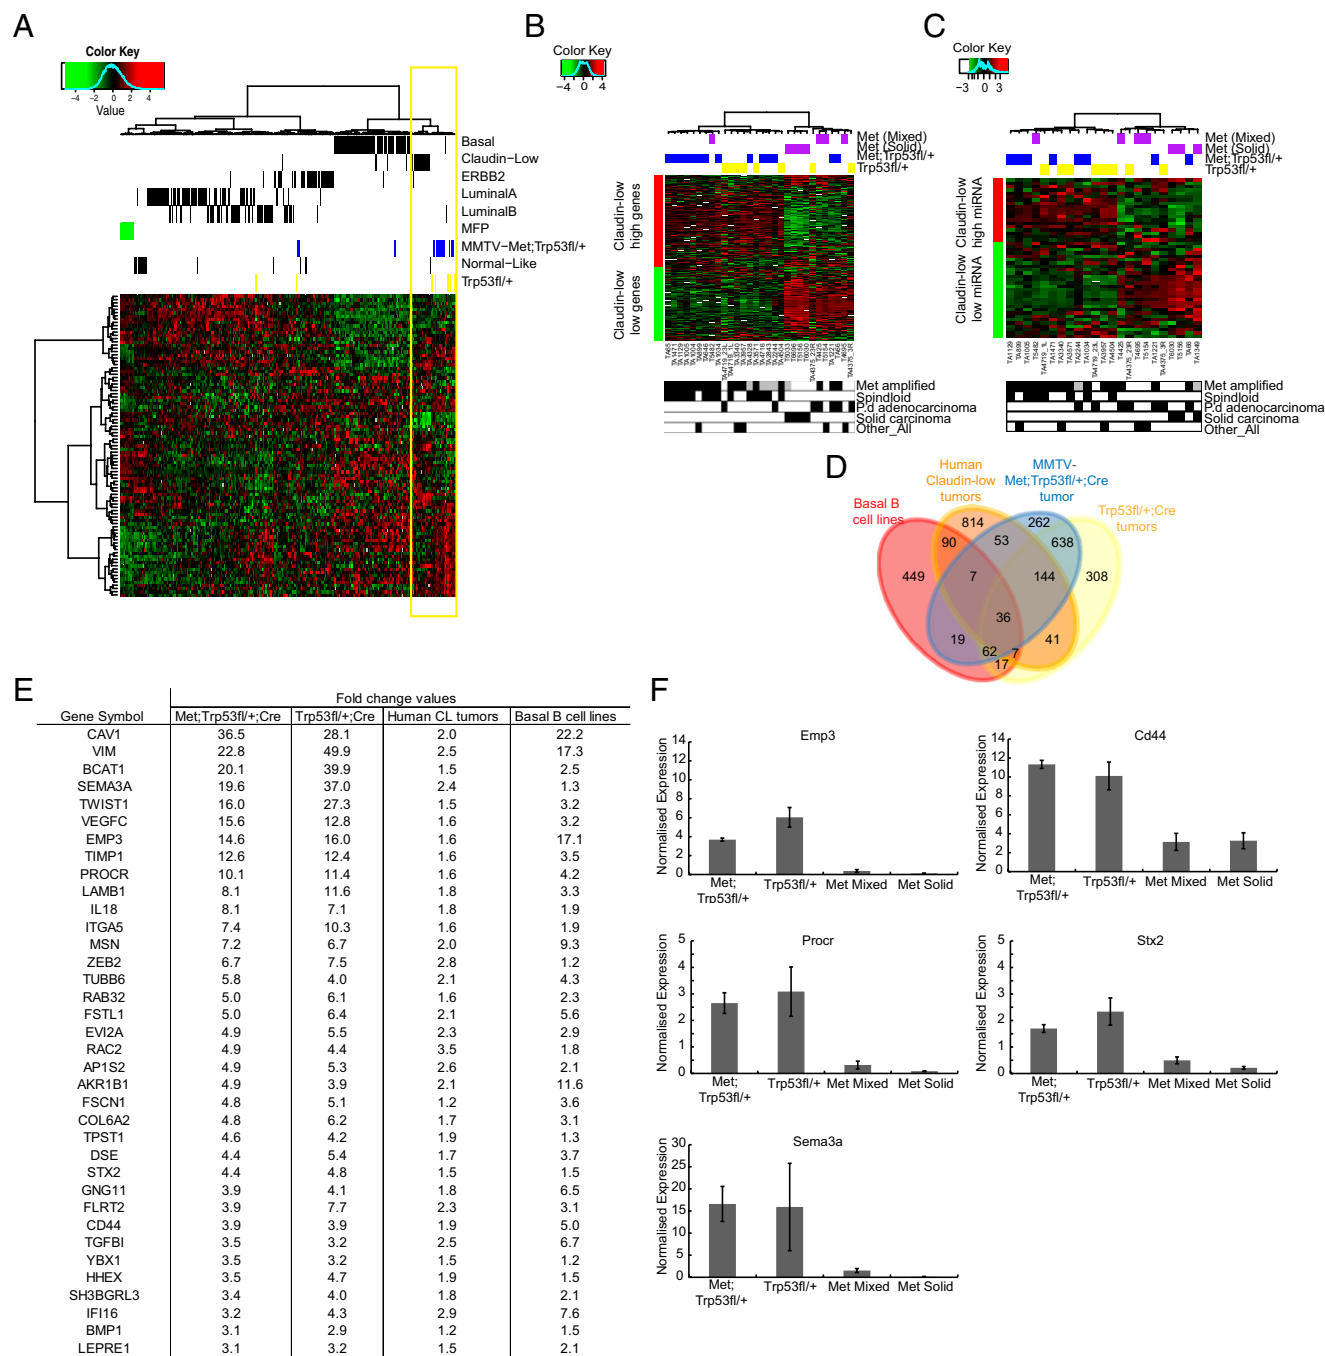 A
Color Key
−4 −2 0 2 4
Value
Basal
Claudin−Low
ERBB2
LuminalA
LuminalB
MFP
MMTV−Met;Trp53fl/+
Normal−Like
Trp53fl/+
B
Color Key
−4 0 4
Met (Mixed)
Met (Solid)
Met;Trp53fl/+
Trp53fl/+
Claudin-low
high genes
Claudin-low
low genes
Met amplified
Spindloid
P.d adenocarcinoma
Solid carcinoma
Other_All
C
Color Key
−3 0 3
Met (Mixed)
Met (Solid)
Met;Trp53fl/+
Trp53fl/+
Claudin-low
high miRNA
Claudin-low
low miRNA
Met amplified
Spindloid
P.d adenocarcinoma
Solid carcinoma
Other_All
D
Basal B
cell lines
Human
Claudin-low
tumors
MMTV-
Met;Trp53fl/+;Cre
tumor
Trp53fl/+;Cre
tumors
814 262
90 53 638
449 7 144 308
36
19 62 7 41
17
E
Fold change values
Gene Symbol Met;Trp53fl/+;Cre Trp53fl/+;Cre Human CL tumors Basal B cell lines
CAV1 36.5 28.1 2.0 22.2
VIM 22.8 49.9 2.5 17.3
BCAT1 20.1 39.9 1.5 2.5
SEMA3A 19.6 37.0 2.4 1.3
TWIST1 16.0 27.3 1.5 3.2
VEGFC 15.6 12.8 1.6 3.2
EMP3 14.6 16.0 1.6 17.1
TIMP1 12.6 12.4 1.6 3.5
PROCR 10.1 11.4 1.6 4.2
LAMB1 8.1 11.6 1.8 3.3
IL18 8.1 7.1 1.8 1.9
ITGA5 7.4 10.3 1.6 1.9
MSN 7.2 6.7 2.0 9.3
ZEB2 6.7 7.5 2.8 1.2
TUBB6 5.8 4.0 2.1 4.3
RAB32 5.0 6.1 1.6 2.3
FSTL1 5.0 6.4 2.1 5.6
EVI2A 4.9 5.5 2.3 2.9
RAC2 4.9 4.4 3.5 1.8
AP1S2 4.9 5.3 2.6 2.1
AKR1B1 4.9 3.9 2.1 11.6
FSCN1 4.8 5.1 1.2 3.6
COL6A2 4.8 6.2 1.7 3.1
TPST1 4.6 4.2 1.9 1.3
DSE 4.4 5.4 1.7 3.7
STX2 4.4 4.8 1.5 1.5
GNG11 3.9 4.1 1.8 6.5
FLRT2 3.9 7.7 2.3 3.1
CD44 3.9 3.9 1.9 5.0
TGFBI 3.5 3.2 2.5 6.7
YBX1 3.5 3.2 1.5 1.2
HHEX 3.5 4.7 1.9 1.5
SH3BGRL3 3.4 4.0 1.8 2.1
IFI16 3.2 4.3 2.9 7.6
BMP1 3.1 2.9 1.2 1.5
LEPRE1 3.1 3.2 1.5 2.1
F
Emp3
Normalised Expression
14
12
10
8
6
4
2
0
Met;
Trp53fl/+
Trp53fl/+ Met Mixed Met Solid
Cd44
Normalised Expression
14
12
10
8
6
4
2
0
Met;
Trp53fl/+
Trp53fl/+ Met Mixed Met Solid
Procr
Normalised Expression
5
5
4
3
2
1
0
Met;
Trp53fl/+
Trp53fl/+ Met Mixed Met Solid
Stx2
Normalised Expression
5
4
3
2
1
0
Met;
Trp53fl/+
Trp53fl/+ Met Mixed Met Solid
Sema3a
Normalised Expression
30
25
20
15
10
5
0
Met;
Trp53fl/+
Trp53fl/+ Met Mixed Met Solid